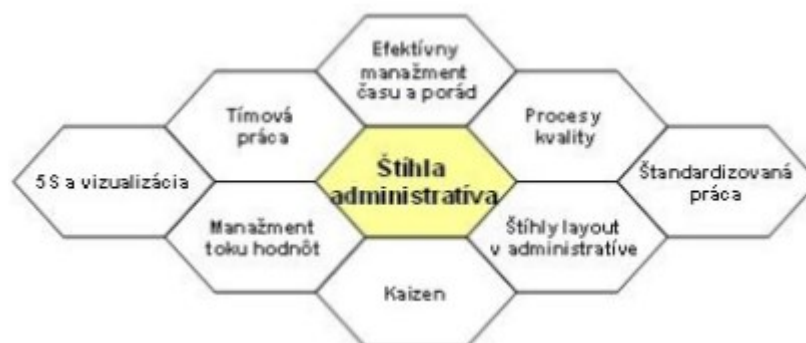 Efektívny
manažment
času a porád
Tímová
práca
Procesy
kvality
5S a vizualizácia
Štíhla
administratíva
Štandardizovaná
práca
Manažment
toku hodnôt
Štíhly layout
v administratíve
Kaizen